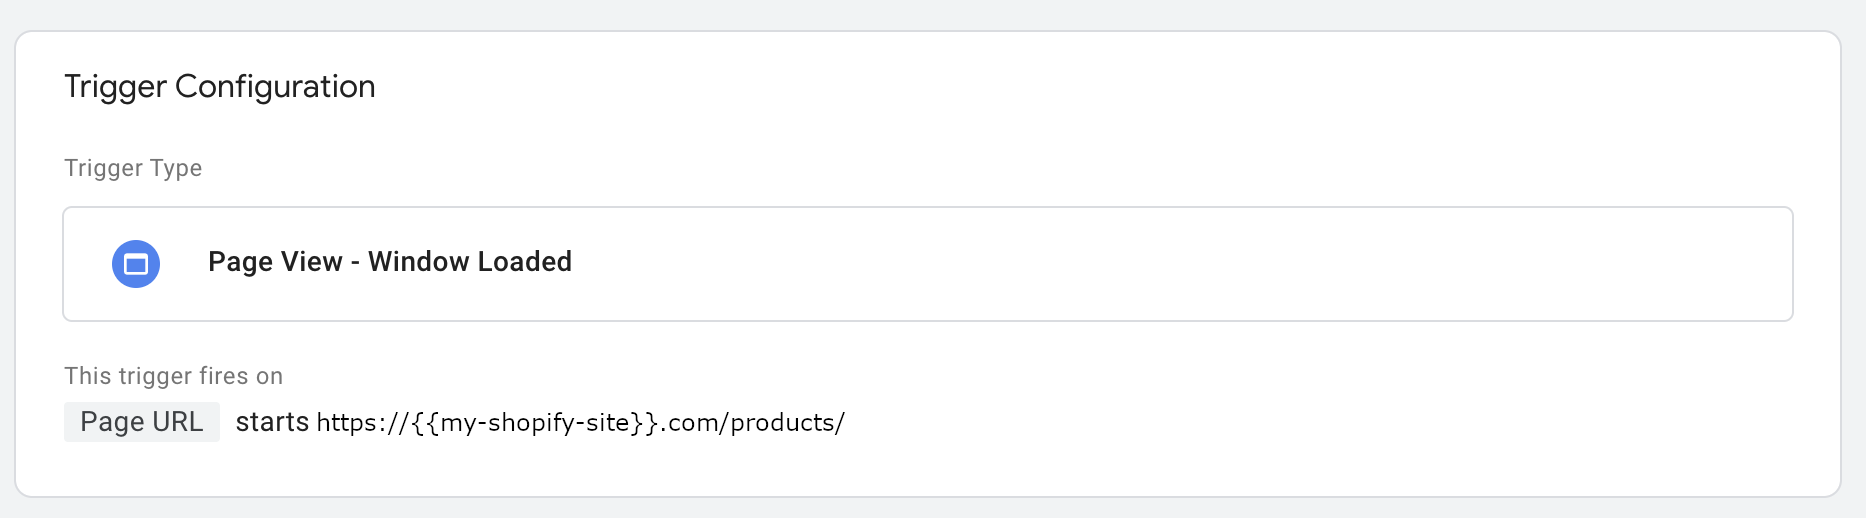 Trigger Configuration
Trigger Type
Page View - Window Loaded
This trigger fires on
Page URL starts https://{{my-shopify-site}}.com/products/